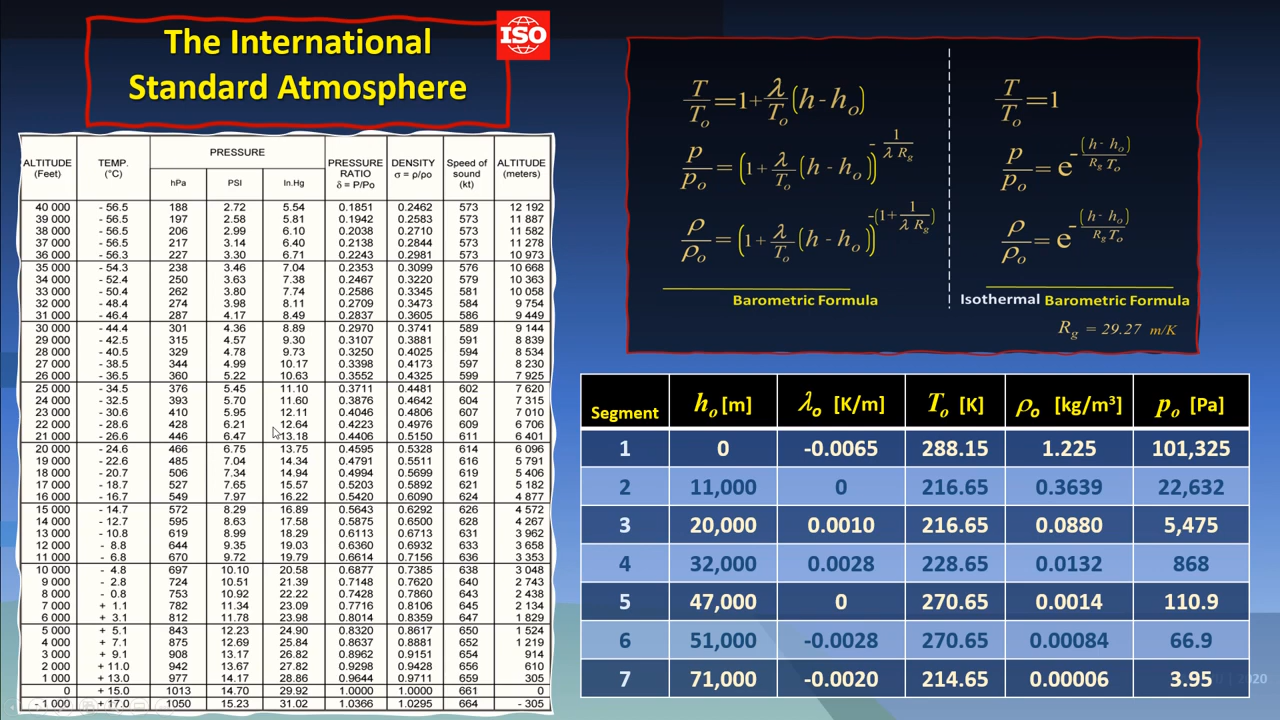 The International
Standard Atmosphere
ISO
ALTITUDE (Feet) TEMP. (°C) PRESSURE hPa PSI In.Hg PRESSURE RATIO δ = P/Po DENSITY σ = ρ/ρo Speed of sound (kt) ALTITUDE (meters)
40 000 - 56.5 188 2.72 5.54 0.1851 0.2462 573 12 192
39 000 - 56.5 197 2.58 5.81 0.1942 0.2583 573 11 887
38 000 - 56.5 206 2.99 6.10 0.2038 0.2710 573 11 582
37 000 - 56.5 217 3.14 6.40 0.2138 0.2844 573 11 278
36 000 - 56.3 227 3.30 6.71 0.2243 0.2981 573 10 973
35 000 - 54.3 238 3.46 7.04 0.2353 0.3099 576 10 668
34 000 - 52.4 250 3.63 7.38 0.2467 0.3220 579 10 363
33 000 - 50.4 262 3.80 7.74 0.2586 0.3345 581 10 058
32 000 - 48.4 274 3.98 8.11 0.2709 0.3473 584 9 754
31 000 - 46.4 287 4.17 8.49 0.2837 0.3605 586 9 449
30 000 - 44.4 301 4.36 8.89 0.2970 0.3741 589 9 144
29 000 - 42.5 315 4.57 9.30 0.3107 0.3881 591 8 839
28 000 - 40.5 329 4.78 9.73 0.3250 0.4025 594 8 534
27 000 - 38.5 344 4.99 10.17 0.3398 0.4173 597 8 230
26 000 - 36.5 360 5.22 10.63 0.3552 0.4325 599 7 925
25 000 - 34.5 376 5.45 11.10 0.3711 0.4481 602 7 620
24 000 - 32.5 393 5.70 11.60 0.3876 0.4642 604 7 315
23 000 - 30.6 410 5.95 12.11 0.4046 0.4806 607 7 010
22 000 - 28.6 428 6.21 12.64 0.4223 0.4976 609 6 706
21 000 - 26.6 446 6.47 13.18 0.4406 0.5150 611 6 401
20 000 - 24.6 466 6.75 13.75 0.4595 0.5328 614 6 096
19 000 - 22.6 485 7.04 14.34 0.4791 0.5511 616 5 791
18 000 - 20.7 506 7.34 14.94 0.4994 0.5699 619 5 406
17 000 - 18.7 527 7.65 15.57 0.5203 0.5892 621 5 182
16 000 - 16.7 549 7.97 16.22 0.5420 0.6090 624 4 877
15 000 - 14.7 572 8.29 16.89 0.5643 0.6292 626 4 572
14 000 - 12.7 595 8.63 17.58 0.5875 0.6500 628 4 267
13 000 - 10.8 619 8.99 18.29 0.6113 0.6713 631 3 962
12 000 - 8.8 644 9.35 19.03 0.6360 0.6932 633 3 658
11 000 - 6.8 670 9.72 19.79 0.6614 0.7156 636 3 353
10 000 - 4.8 697 10.10 20.58 0.6877 0.7385 638 3 048
9 000 - 2.8 724 10.51 21.39 0.7148 0.7620 640 2 743
8 000 - 0.8 753 10.92 22.22 0.7428 0.7860 643 2 438
7 000 + 1.1 782 11.34 23.09 0.7716 0.8106 645 2 134
6 000 + 3.1 812 11.78 23.98 0.8014 0.8359 647 1 829
5 000 + 5.1 843 12.23 24.90 0.8320 0.8617 650 1 524
4 000 + 7.1 875 12.69 25.84 0.8637 0.8881 652 1 219
3 000 + 9.1 908 13.17 26.82 0.8962 0.9151 654 914
2 000 + 11.0 942 13.67 27.82 0.9298 0.9428 656 610
1 000 + 13.0 977 14.17 28.86 0.9644 0.9711 659 305
0 + 15.0 1013 14.70 29.92 1.0000 1.0000 661 0
- 1 000 + 17.0 1050 15.23 31.02 1.0366 1.0295 664 - 305
T/Tₒ = 1 + λ/Tₒ (h - hₒ)
p/pₒ = (1 + λ/Tₒ (h - hₒ))^(- 1/(λ R_g))
ρ/ρₒ = (1 + λ/Tₒ (h - hₒ))^(-(1 + 1/(λ R_g)))
Barometric Formula
T/Tₒ = 1
p/pₒ = e^(-(h - hₒ)/(R_g Tₒ))
ρ/ρₒ = e^(-(h - hₒ)/(R_g Tₒ))
Isothermal Barometric Formula
R_g = 29.27 m/K
Segment hₒ [m] λₒ [K/m] Tₒ [K] ρₒ [kg/m³] pₒ [Pa]
1 0 -0.0065 288.15 1.225 101,325
2 11,000 0 216.65 0.3639 22,632
3 20,000 0.0010 216.65 0.0880 5,475
4 32,000 0.0028 228.65 0.0132 868
5 47,000 0 270.65 0.0014 110.9
6 51,000 -0.0028 270.65 0.00084 66.9
7 71,000 -0.0020 214.65 0.00006 3.95
2020